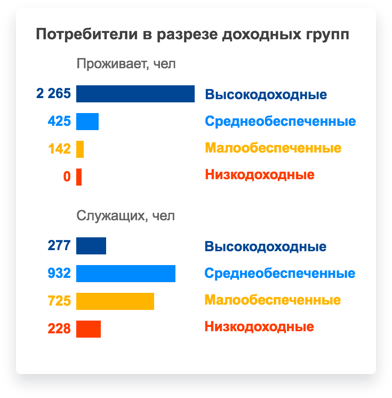 Потребители в разрезе доходных групп
Проживает, чел
2 265 Высокодоходные
425 Среднеобеспеченные
142 Малообеспеченные
0 Низкодоходные
Служащих, чел
277 Высокодоходные
932 Среднеобеспеченные
725 Малообеспеченные
228 Низкодоходные